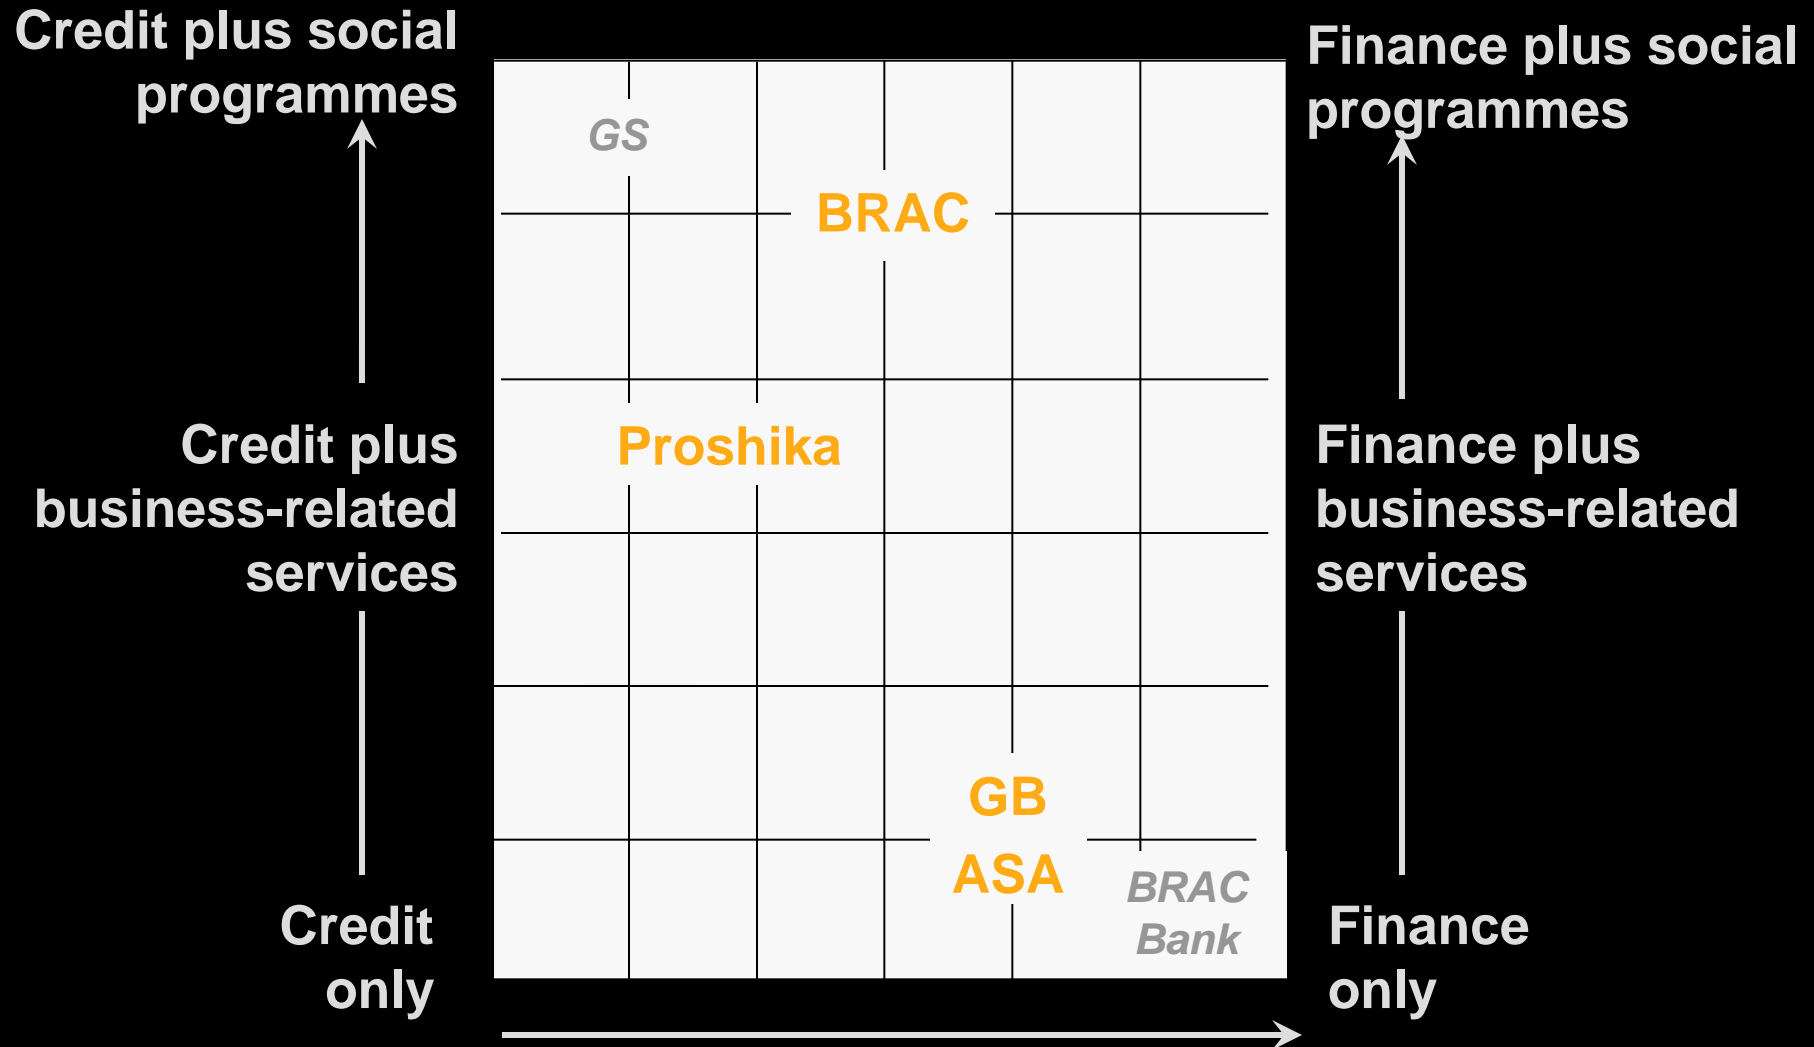 Credit plus social
programmes
Credit plus
business-related
services
Credit
only
GS
BRAC
Proshika
GB
ASA
BRAC
Bank
Finance plus social
programmes
Finance plus
business-related
services
Finance
only